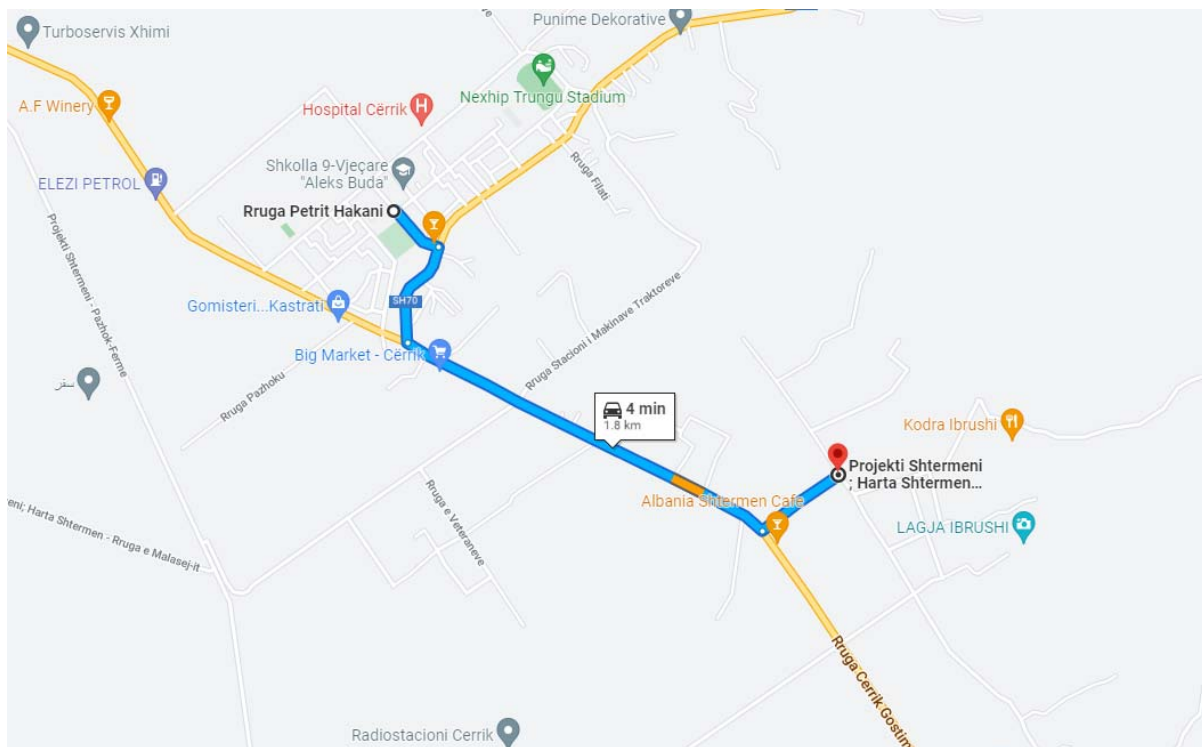 Punime Dekorative
Turboservis Xhimi
Nexhip Trungu Stadium
A.F Winery
Hospital Cërrik
Shkolla 9-Vjeçare
"Aleks Buda"
Rruga Filati
ELEZI PETROL
Rruga Petrit Hakani
Projekti Shtermeni - Pazhok-Ferme
SH70
Gomisteri...Kastrati
Rruga Stacioni i Makinave Traktoreve
Big Market - Cërrik
سفر
Rruga Pazhoku
4 min
1.8 km
Kodra Ibrushi
Projekti Shtermeni
; Harta Shtermen...
Albania Shtermen Cafe
Rruga e Veteraneve
eni; Harta Shtermen - Rruga e Malasej-it
LAGJA IBRUSHI
Rruga Cerrik Gostim
Radiostacioni Cerrik